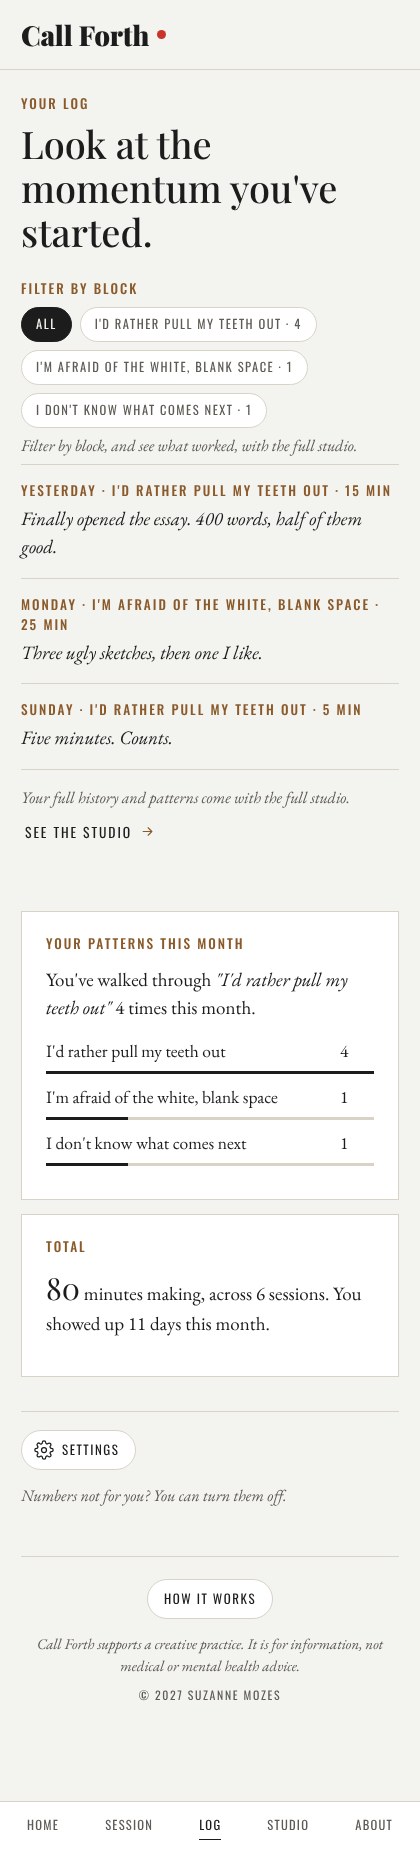 Call Forth
YOUR LOG
Look at the
momentum you've
started.
FILTER BY BLOCK
ALL
I'D RATHER PULL MY TEETH OUT · 4
I'M AFRAID OF THE WHITE, BLANK SPACE · 1
I DON'T KNOW WHAT COMES NEXT · 1
Filter by block, and see what worked, with the full studio.
YESTERDAY · I'D RATHER PULL MY TEETH OUT · 15 MIN
Finally opened the essay. 400 words, half of them
good.
MONDAY · I'M AFRAID OF THE WHITE, BLANK SPACE ·
25 MIN
Three ugly sketches, then one I like.
SUNDAY · I'D RATHER PULL MY TEETH OUT · 5 MIN
Five minutes. Counts.
Your full history and patterns come with the full studio.
SEE THE STUDIO →
YOUR PATTERNS THIS MONTH
You've walked through "I'd rather pull my
teeth out" 4 times this month.
I'd rather pull my teeth out 4
I'm afraid of the white, blank space 1
I don't know what comes next 1
TOTAL
80 minutes making, across 6 sessions. You
showed up 11 days this month.
SETTINGS
Numbers not for you? You can turn them off.
HOW IT WORKS
Call Forth supports a creative practice. It is for information, not
medical or mental health advice.
© 2027 SUZANNE MOZES
HOME SESSION LOG STUDIO ABOUT